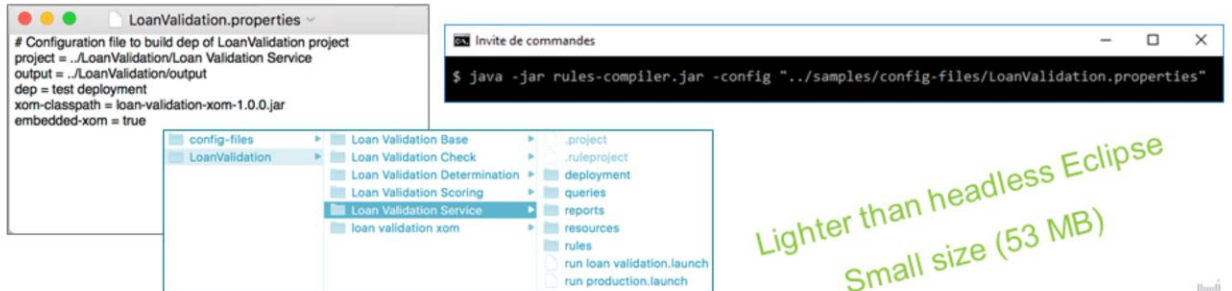 LoanValidation.properties
# Configuration file to build dep of LoanValidation project
project = ../LoanValidation/Loan Validation Service
output = ../LoanValidation/output
dep = test deployment
xom-classpath = loan-validation-xom-1.0.0.jar
embedded-xom = true
Invite de commandes
$ java -jar rules-compiler.jar -config "../samples/config-files/LoanValidation.properties"
config-files
LoanValidation
Loan Validation Base
Loan Validation Check
Loan Validation Determination
Loan Validation Scoring
Loan Validation Service
loan validation xom
.project
.ruleproject
deployment
queries
reports
resources
rules
run loan validation.launch
run production.launch
Lighter than headless Eclipse
Small size (53 MB)